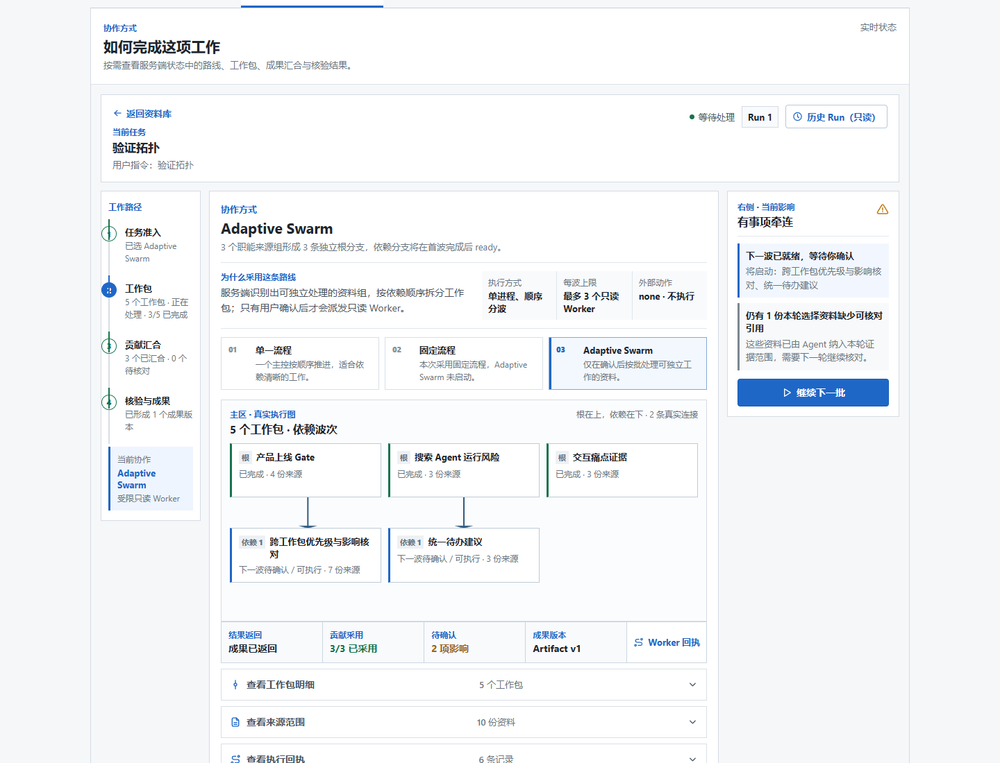 协作方式
如何完成这项工作
按需查看服务端状态中的路线、工作包、成果汇合与核验结果。
实时状态
返回资料库
当前任务
验证拓扑
用户指令：验证拓扑
等待处理
Run 1
历史 Run（只读）
工作路径
1
任务准入
已选 Adaptive
Swarm
2
工作包
5 个工作包 · 正在
处理 · 3/5 已完成
3
贡献汇合
3 个已汇合 · 0 个
待核对
4
核验与成果
已形成 1 个成果版
本
当前协作
Adaptive
Swarm
受限只读 Worker
协作方式
Adaptive Swarm
3 个职能来源组形成 3 条独立根分支，依赖分支将在首波完成后 ready。
为什么采用这条路线
服务端识别出可独立处理的资料组，按依赖顺序拆分工作
包；只有用户确认后才会派发只读 Worker。
执行方式
单进程、顺序
分波
每波上限
最多 3 个只读
Worker
外部动作
none · 不执行
01
单一流程
一个主控按顺序推进，适合依
赖清晰的工作。
02
固定流程
本次采用固定流程，Adaptive
Swarm 未启动。
03
Adaptive Swarm
仅在确认后按批处理可独立工
作的资料。
主区 · 真实执行图
5 个工作包 · 依赖波次
根在上，依赖在下 · 2 条真实连接
根 产品上线 Gate
已完成 · 4 份来源
根 搜索 Agent 运行风险
已完成 · 3 份来源
根 交互痛点证据
已完成 · 3 份来源
依赖 1 跨工作包优先级与影响核
对
下一波待确认 / 可执行 · 7 份来源
依赖 1 统一待办建议
下一波待确认 / 可执行 · 3 份来源
结果返回
成果已返回
贡献采用
3/3 已采用
待确认
2 项影响
成果版本
Artifact v1
Worker 回执
查看工作包明细
5 个工作包
查看来源范围
10 份资料
查看执行回执
6 条记录
右侧 · 当前影响
有事项牵连
下一波已就绪，等待你确认
将启动：跨工作包优先级与影响核
对、统一待办建议
仍有 1 份本轮选择资料缺少可核对
引用
这些资料已由 Agent 纳入本轮证
据范围，需要下一轮继续核对。
继续下一批